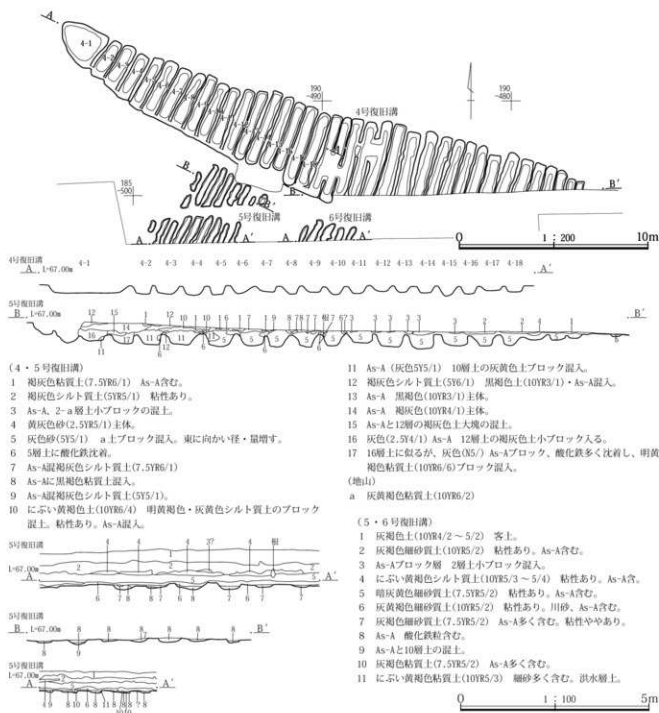 A
4-1
4-2
190
-490
190
-480
4号復旧溝
B
B'
B
B'
185
-500
5号復旧溝
6号復旧溝
A
A'
A
A'
0 1：200 10m
4号復旧溝
A L=67.00m 4-1 4-2 4-3 4-4 4-5 4-6 4-7 4-8 4-9 4-10 4-11 4-12 4-13 4-14 4-15 4-16 4-17 4-18 A'
5号復旧溝
B L=67.00m B'
(4・5号復旧溝)
1 褐灰色粘質土(7.5YR6/1) As-A含む。
2 褐灰色シルト質土(5YR5/1) 粘性あり。
3 As-A、2-a層土小ブロックの混土。
4 黄灰色砂(2.5YR5/1)主体。
5 灰色砂(5Y5/1) a土ブロック混入。東に向かい径・量増す。
6 5層土に酸化鉄沈着。
7 As-A混褐灰色シルト質土(7.5YR6/1)
8 As-Aに黒褐色粘質土混入。
9 As-A混褐灰色シルト質土(5Y5/1)。
10 にぶい黄褐色土(10YR6/4) 明黄褐色・灰黄色シルト質土のブロック
混土。粘性あり。As-A混入。
11 As-A (灰色5Y5/1) 10層土の灰黄色土ブロック混入。
12 褐灰色シルト質土(5Y6/1) 黒褐色土(10YR3/1)・As-A混入。
13 As-A 黒褐色(10YR3/1)主体。
14 As-A 褐灰色(10YR4/1)主体。
15 As-Aと12層の褐灰色土大塊の混土。
16 灰色(2.5Y4/1) As-A 12層土の褐灰色土小ブロック入る。
17 16層土に似るが、灰色(N5/) As-Aブロック、酸化鉄多く沈着し、明黄
褐色粘質土(10YR6/6)ブロック混入。
(地山)
a 灰黄褐色粘質土(10YR6/2)
5号復旧溝
L=67.00m
A A'
B L=67.00m B'
5号復旧溝
L=67.00m
A A'
(5・6号復旧溝)
1 灰褐色土(10YR4/2～5/2) 客土。
2 灰褐色細砂質土(10YR5/2) 粘性あり。As-A含む。
3 As-Aブロック層 2層土小ブロック混入。
4 にぶい黄褐色シルト質土(10YR5/3～5/4) 粘性あり。As-A含。
5 暗灰黄色細砂質土(7.5YR5/2) 粘性あり。As-A含む。
6 灰黄褐色細砂質土(10YR5/2) 粘性あり。川砂、As-A含む。
7 灰褐色細砂質土(7.5YR5/2) As-A多く含む。粘性ややあり。
8 As-A 酸化鉄粒含む。
9 As-Aと10層土の混土。
10 灰褐色粘質土(7.5YR5/2) As-A多く含む。
11 にぶい黄褐色粘質土(10YR5/3) 細砂多く含む。洪水層土。
0 1：100 5m